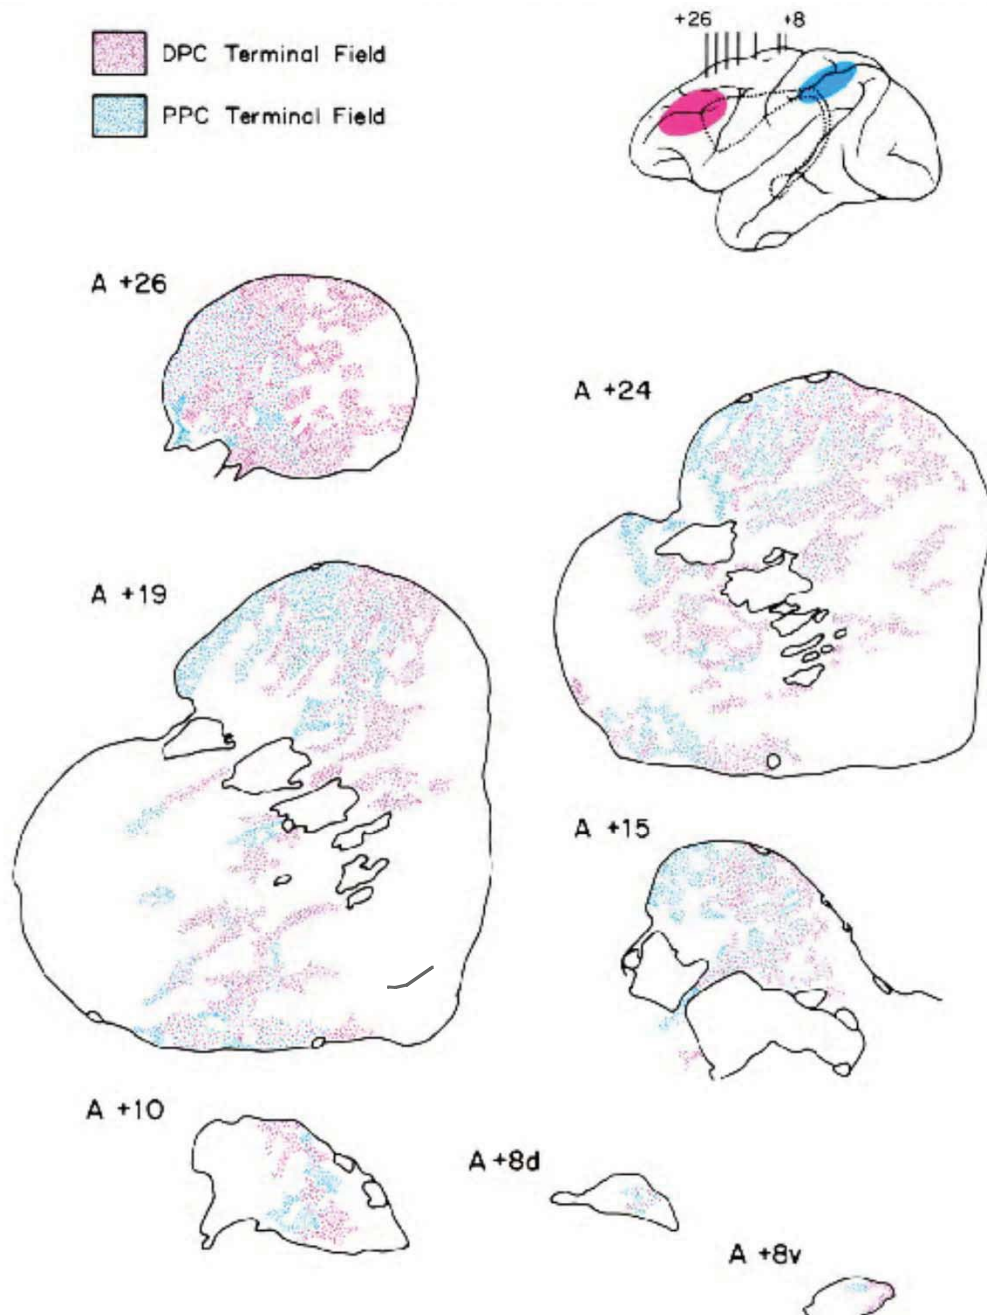 DPC Terminal Field
PPC Terminal Field
+26 +8
A +26
A +24
A +19
A +15
A +10
A +8d
A +8v